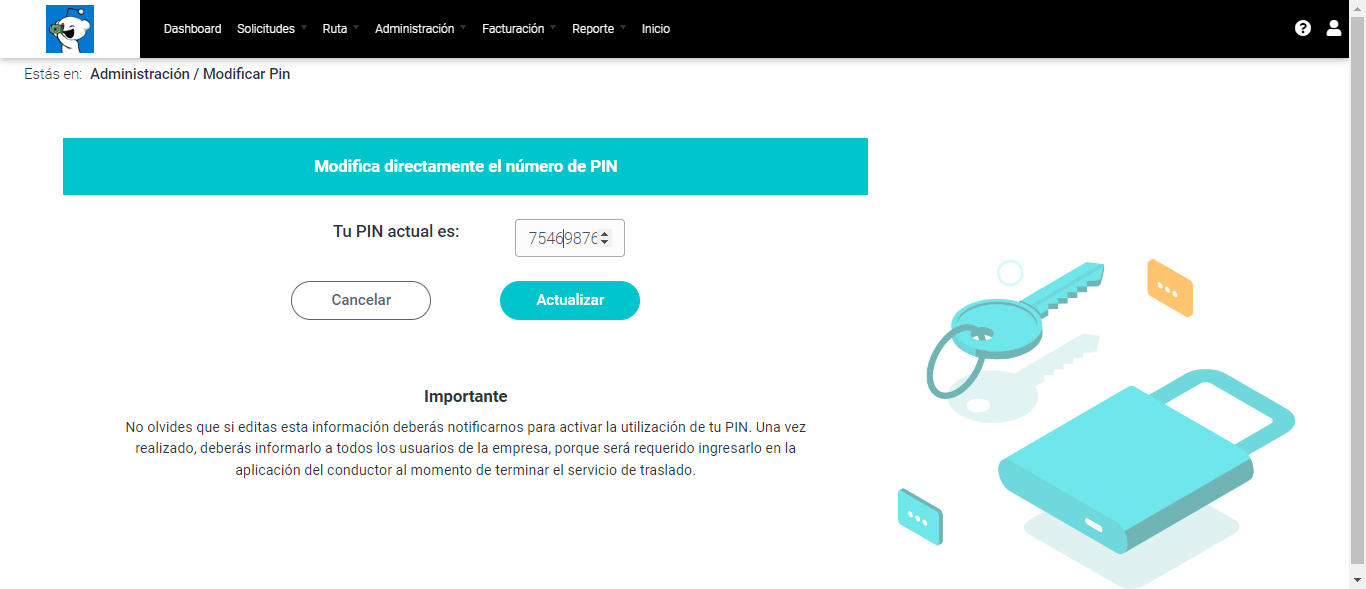 Dashboard Solicitudes Ruta Administración Facturación Reporte Inicio
Estás en: Administración / Modificar Pin
Modifica directamente el número de PIN
Tu PIN actual es: 75469876
Cancelar Actualizar
Importante
No olvides que si editas esta información deberás notificarnos para activar la utilización de tu PIN. Una vez
realizado, deberás informarlo a todos los usuarios de la empresa, porque será requerido ingresarlo en la
aplicación del conductor al momento de terminar el servicio de traslado.